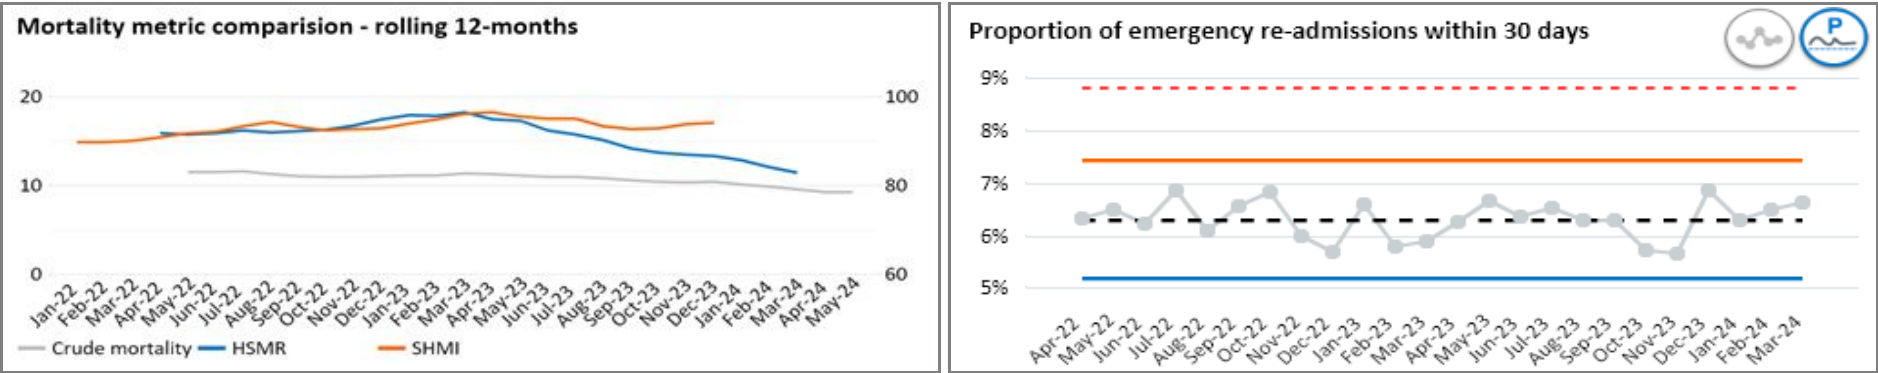 Mortality metric comparision - rolling 12-months
20
10
0
100
80
60
Jan-22
Feb-22
Mar-22
Apr-22
May-22
Jun-22
Jul-22
Aug-22
Sep-22
Oct-22
Nov-22
Dec-22
Jan-23
Feb-23
Mar-23
Apr-23
May-23
Jun-23
Jul-23
Aug-23
Sep-23
Oct-23
Nov-23
Dec-23
Jan-24
Feb-24
Mar-24
Apr-24
May-24
Crude mortality HSMR SHMI
Proportion of emergency re-admissions within 30 days
P
9%
8%
7%
6%
5%
Apr-22
May-22
Jun-22
Jul-22
Aug-22
Sep-22
Oct-22
Nov-22
Dec-22
Jan-23
Feb-23
Mar-23
Apr-23
May-23
Jun-23
Jul-23
Aug-23
Sep-23
Oct-23
Nov-23
Dec-23
Jan-24
Feb-24
Mar-24